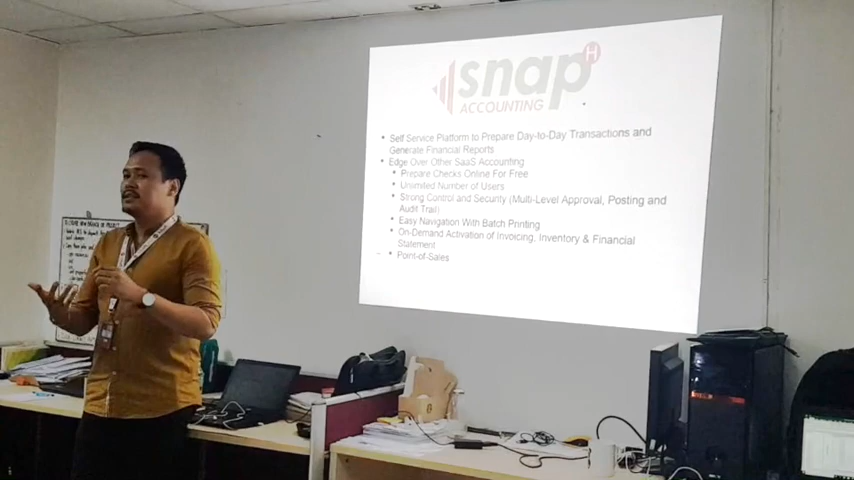 snap H
ACCOUNTING
• Self Service Platform to Prepare Day-to-Day Transactions and
Generate Financial Reports
• Edge Over Other SaaS Accounting
• Prepare Checks Online For Free
• Unlimited Number of Users
• Strong Control and Security (Multi-Level Approval, Posting and
Audit Trail)
• Easy Navigation With Batch Printing
• On-Demand Activation of Invoicing, Inventory & Financial
Statement
• Point-of-Sales